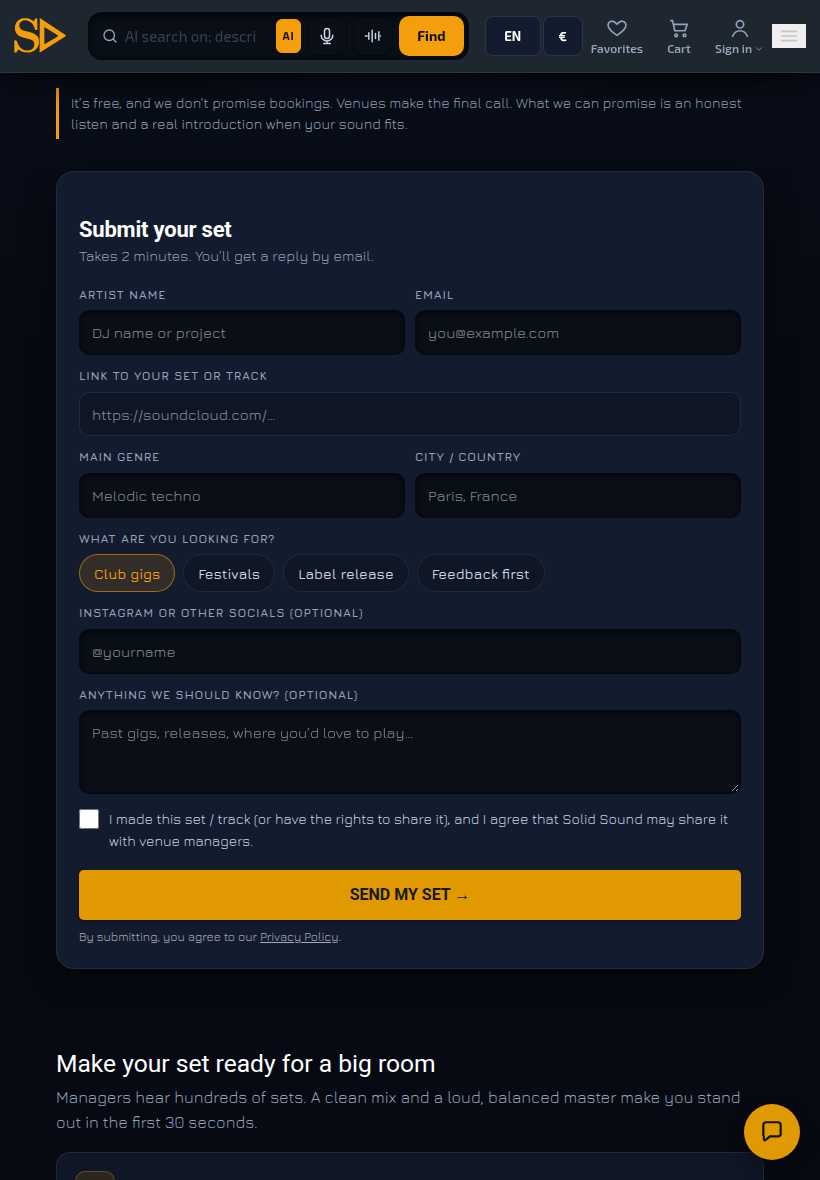 SD
AI search on: descri
AI
Find
EN
€
Favorites
Cart
Sign in
It's free, and we don't promise bookings. Venues make the final call. What we can promise is an honest
listen and a real introduction when your sound fits.
Submit your set
Takes 2 minutes. You'll get a reply by email.
ARTIST NAME
EMAIL
DJ name or project
you@example.com
LINK TO YOUR SET OR TRACK
https://soundcloud.com/...
MAIN GENRE
CITY / COUNTRY
Melodic techno
Paris, France
WHAT ARE YOU LOOKING FOR?
Club gigs
Festivals
Label release
Feedback first
INSTAGRAM OR OTHER SOCIALS (OPTIONAL)
@yourname
ANYTHING WE SHOULD KNOW? (OPTIONAL)
Past gigs, releases, where you'd love to play...
I made this set / track (or have the rights to share it), and I agree that Solid Sound may share it
with venue managers.
SEND MY SET →
By submitting, you agree to our Privacy Policy.
Make your set ready for a big room
Managers hear hundreds of sets. A clean mix and a loud, balanced master make you stand
out in the first 30 seconds.